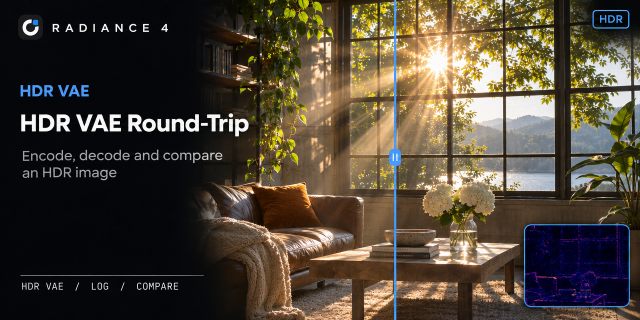 RADIANCE 4
HDR
HDR VAE
HDR VAE Round-Trip
Encode, decode and compare
an HDR image
HDR VAE / LOG / COMPARE